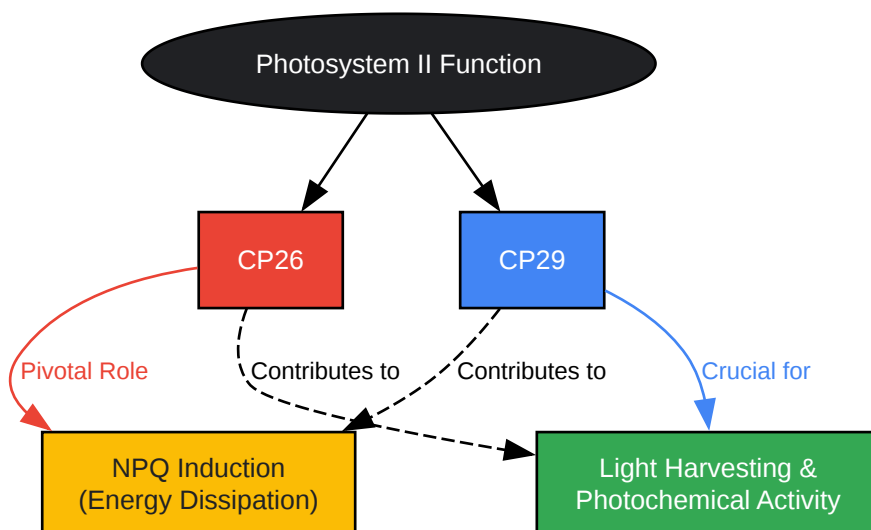 Photosystem II Function
CP26
CP29
Pivotal Role
Contributes to
Contributes to
Crucial for
NPQ Induction
(Energy Dissipation)
Light Harvesting &
Photochemical Activity